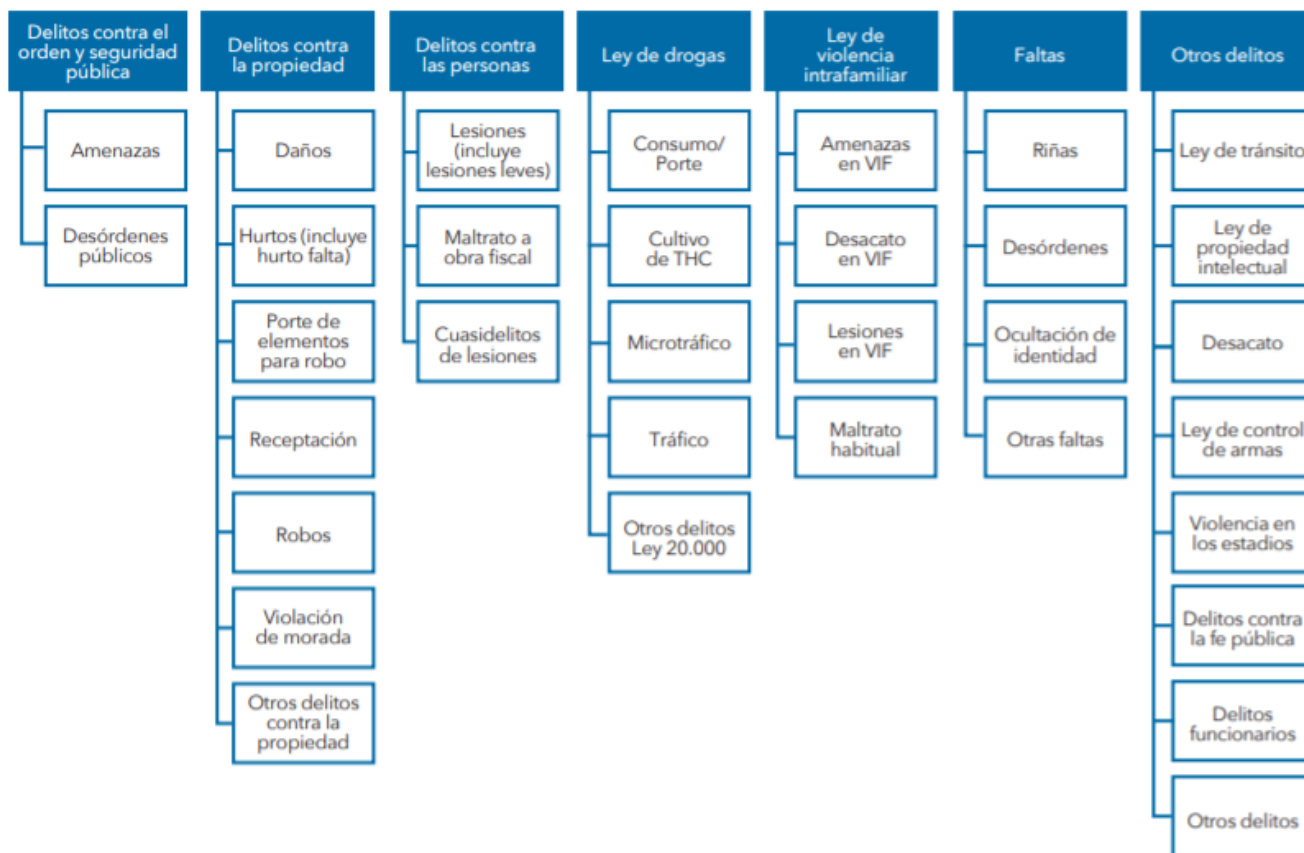 Delitos contra el
orden y seguridad
pública
Amenazas
Desórdenes
públicos
Delitos contra
la propiedad
Daños
Hurtos (incluye
hurto falta)
Porte de
elementos
para robo
Receptación
Robos
Violación
de morada
Otros delitos
contra la
propiedad
Delitos contra
las personas
Lesiones
(incluye
lesiones leves)
Maltrato a
obra fiscal
Cuasidelitos
de lesiones
Ley de drogas
Consumo/
Porte
Cultivo
de THC
Microtráfico
Tráfico
Otros delitos
Ley 20.000
Ley de
violencia
intrafamiliar
Amenazas
en VIF
Desacato
en VIF
Lesiones
en VIF
Maltrato
habitual
Faltas
Riñas
Desórdenes
Ocultación de
identidad
Otras faltas
Otros delitos
Ley de tránsito
Ley de
propiedad
intelectual
Desacato
Ley de control
de armas
Violencia en
los estadios
Delitos contra
la fe pública
Delitos
funcionarios
Otros delitos